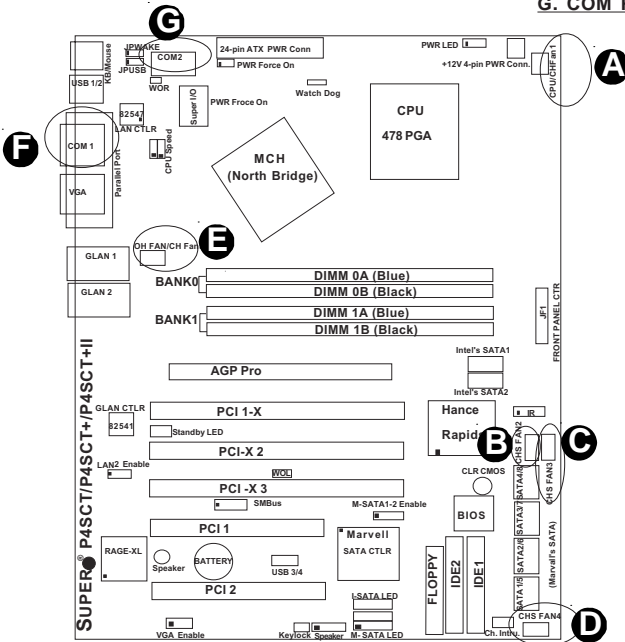 G. COM P
G
JPWAKE
JPUSB
KB/Mouse
COM2
24-pin ATX PWR Conn
PWR Force On
PWR LED
+12V 4-pin PWR Conn.
CPU/CHFan1
A
USB 1/2
WOR
Watch Dog
Super I/O
PWR Froce On
82547
LAN CTLR
CPU Speed
CPU
478 PGA
F
COM 1
Parallel Port
VGA
MCH
(North Bridge)
OH FAN/CH Fan
E
GLAN 1
GLAN 2
BANK0
DIMM 0A (Blue)
DIMM 0B (Black)
BANK1
DIMM 1A (Blue)
DIMM 1B (Black)
JF1
FRONT PANEL CTR
Intel's SATA1
Intel's SATA2
AGP Pro
SUPER® P4SCT/P4SCT+/P4SCT+II
GLAN CTLR
82541
PCI 1-X
Standby LED
Hance
Rapids
IR
B
CHS FAN2
C
CHS FAN3
PCI-X 2
LAN2 Enable
WOL
CLR CMOS
PCI -X 3
SMBus
M-SATA1-2 Enable
BIOS
SATA4/8
SATA3/7
SATA2/6
SATA1/5
(Marval's SATA)
PCI 1
RAGE-XL
Speaker
BATTERY
USB 3/4
Marvell
SATA CTLR
FLOPPY
IDE2
IDE1
PCI 2
I-SATA LED
VGA Enable
Keylock
Speaker
M- SATA LED
Ch. Intru.
CHS FAN4
D